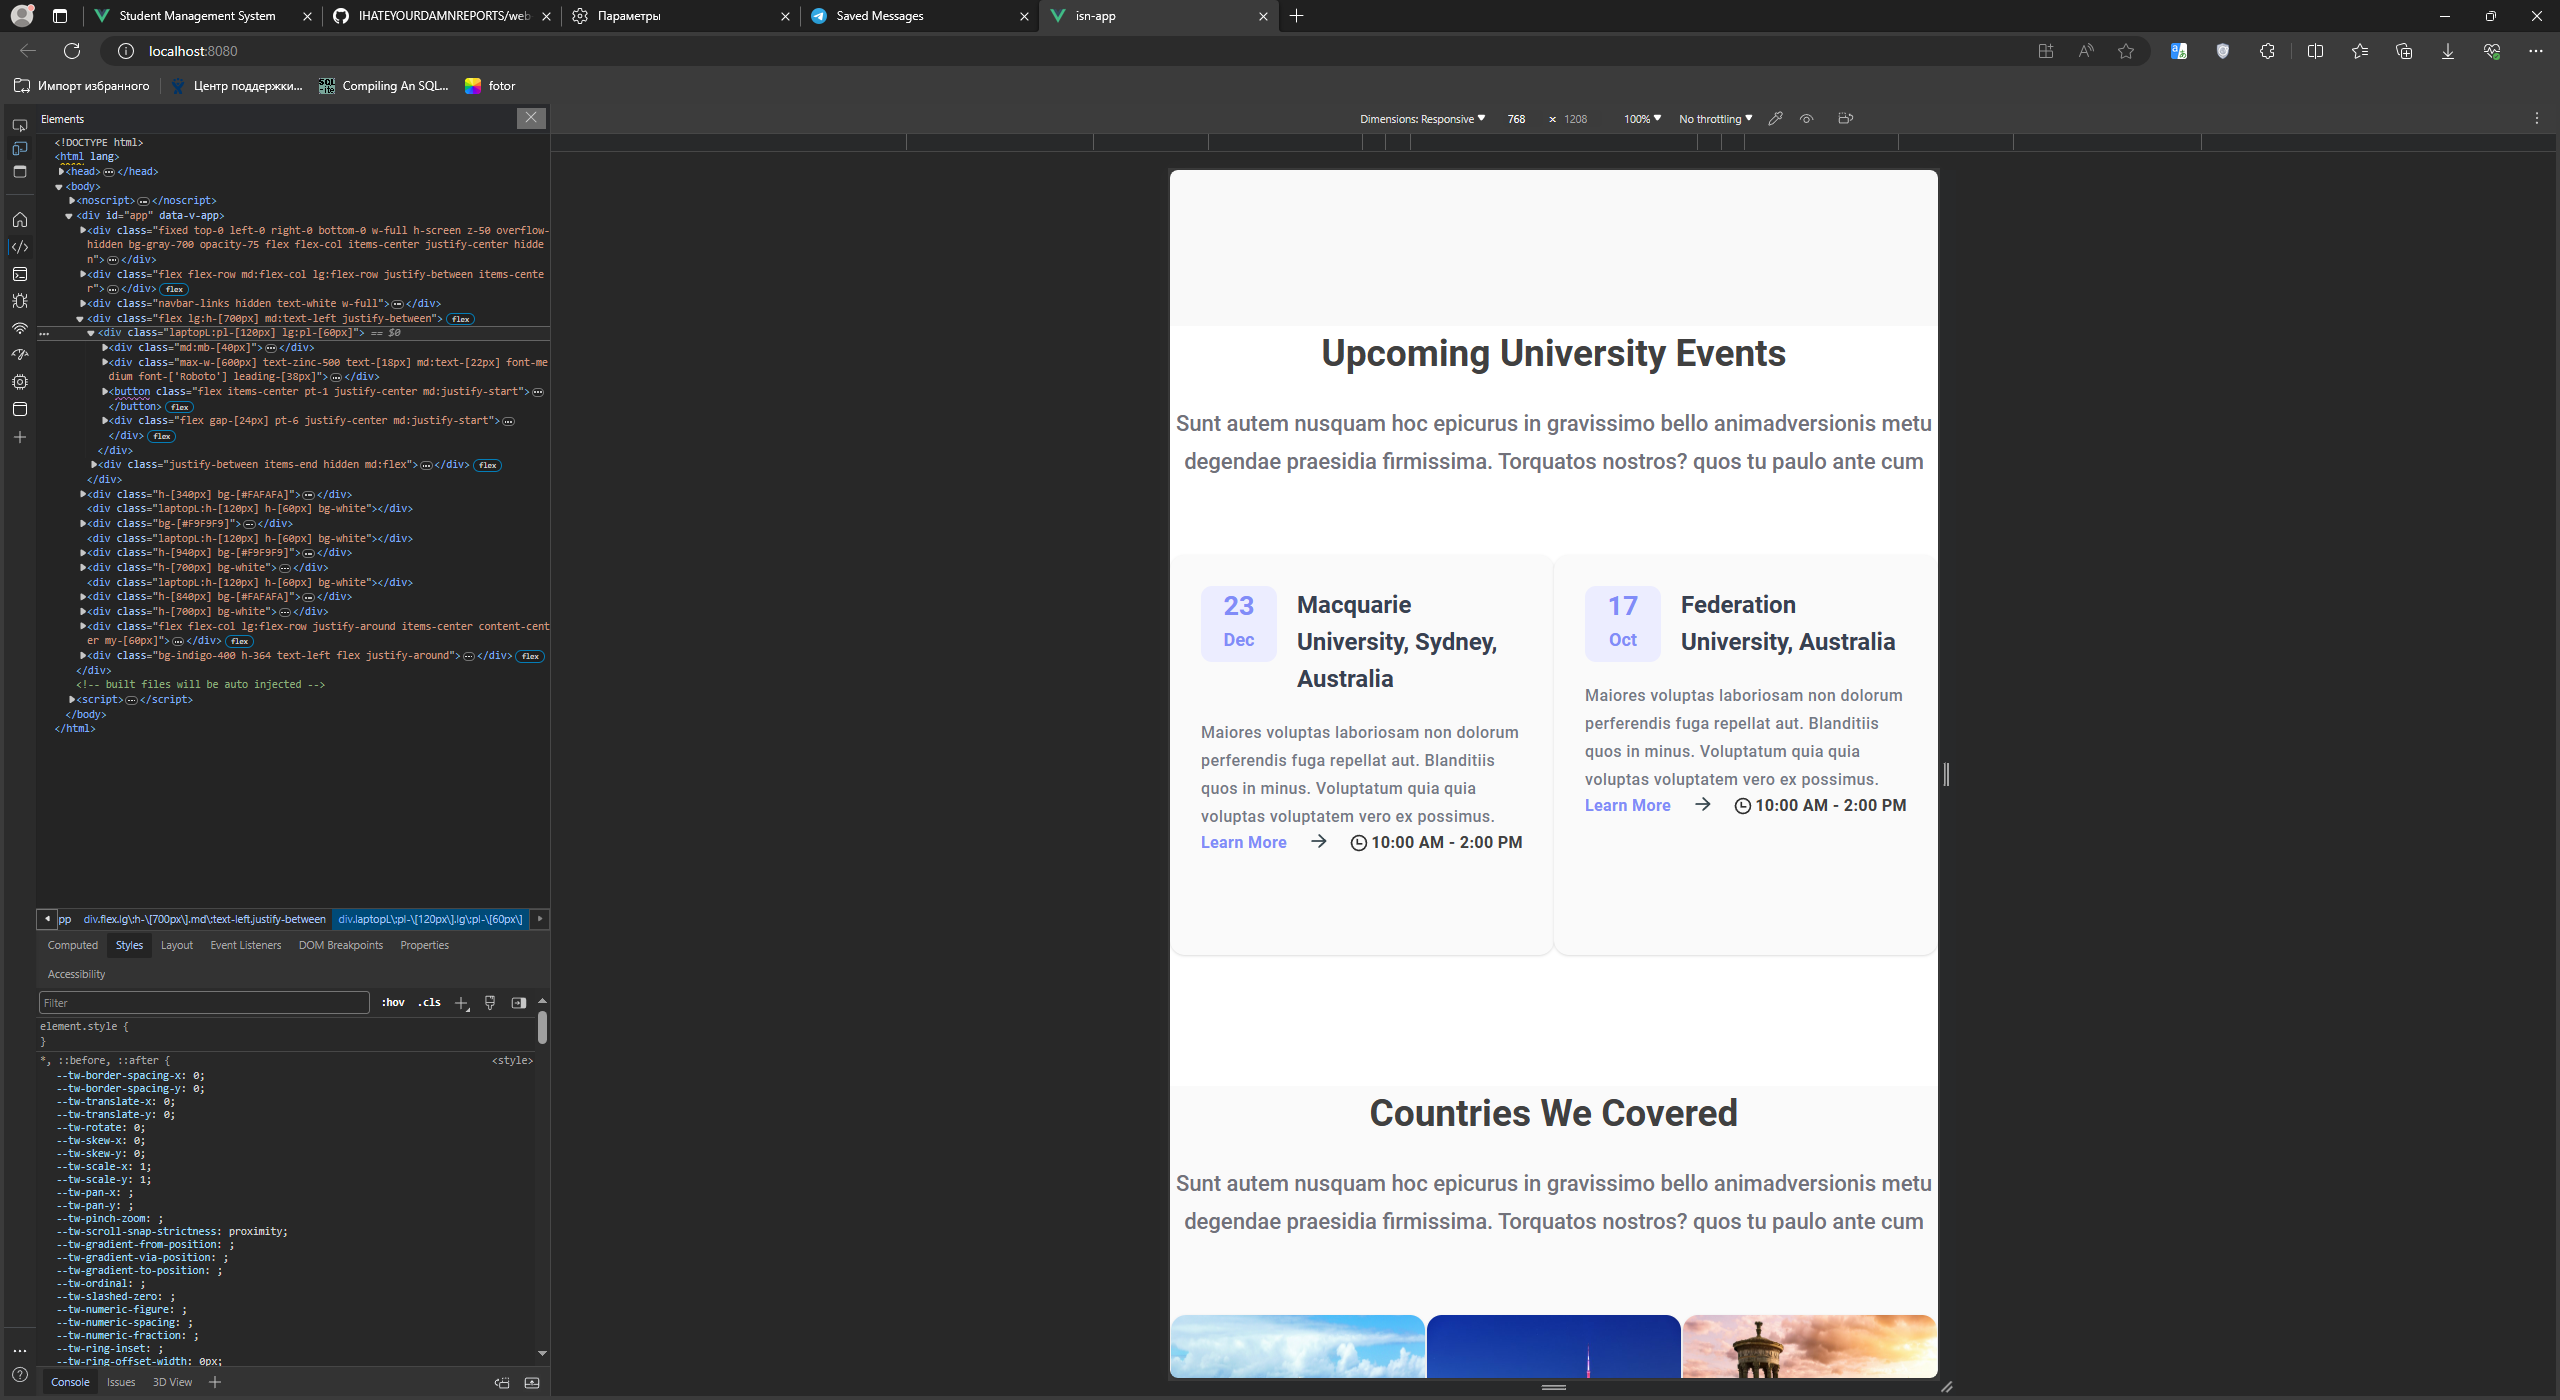 Student Management System
IHATEYOURDAMNREPORTS/web
Параметры
Saved Messages
isn-app
localhost:8080
Импорт избранного
Центр поддержки...
Compiling An SQL...
fotor
Elements
Dimensions: Responsive
768 × 1208
100%
No throttling
<!DOCTYPE html>
<html lang>
<head></head>
<body>
<noscript></noscript>
<div id="app" data-v-app>
<div class="fixed top-0 left-0 right-0 bottom-0 w-full h-screen z-50 overflow-
hidden bg-gray-700 opacity-75 flex flex-col items-center justify-center hidde
n"></div>
<div class="flex flex-row md:flex-col lg:flex-row justify-between items-cente
r"></div> flex
<div class="navbar-links hidden text-white w-full"></div>
<div class="flex lg:h-[700px] md:text-left justify-between"> flex
<div class="laptopL:pl-[120px] lg:pl-[60px]"> == $0
<div class="md:mb-[40px]"></div>
<div class="max-w-[600px] text-zinc-500 text-[18px] md:text-[22px] font-me
dium font-['Roboto'] leading-[38px]"></div>
<button class="flex items-center pt-1 justify-center md:justify-start">
</button> flex
<div class="flex gap-[24px] pt-6 justify-center md:justify-start">
</div> flex
</div>
<div class="justify-between items-end hidden md:flex"></div> flex
</div>
<div class="h-[340px] bg-[#FAFAFA]"></div>
<div class="laptopL:h-[120px] h-[60px] bg-white"></div>
<div class="bg-[#F9F9F9]"></div>
<div class="laptopL:h-[120px] h-[60px] bg-white"></div>
<div class="h-[940px] bg-[#F9F9F9]"></div>
<div class="h-[700px] bg-white"></div>
<div class="laptopL:h-[120px] h-[60px] bg-white"></div>
<div class="h-[840px] bg-[#FAFAFA]"></div>
<div class="h-[700px] bg-white"></div>
<div class="flex flex-col lg:flex-row justify-around items-center content-cent
er my-[60px]"></div> flex
<div class="bg-indigo-400 h-364 text-left flex justify-around"></div> flex
</div>
<!-- built files will be auto injected -->
<script></script>
</body>
</html>
pp div.flex.lg\:h-\[700px\].md\:text-left.justify-between div.laptopL\:pl-\[120px\].lg\:pl-\[60px\]
Computed Styles Layout Event Listeners DOM Breakpoints Properties
Accessibility
Filter :hov .cls
element.style {
}
*, ::before, ::after { <style>
--tw-border-spacing-x: 0;
--tw-border-spacing-y: 0;
--tw-translate-x: 0;
--tw-translate-y: 0;
--tw-rotate: 0;
--tw-skew-x: 0;
--tw-skew-y: 0;
--tw-scale-x: 1;
--tw-scale-y: 1;
--tw-pan-x: ;
--tw-pan-y: ;
--tw-pinch-zoom: ;
--tw-scroll-snap-strictness: proximity;
--tw-gradient-from-position: ;
--tw-gradient-via-position: ;
--tw-gradient-to-position: ;
--tw-ordinal: ;
--tw-slashed-zero: ;
--tw-numeric-figure: ;
--tw-numeric-spacing: ;
--tw-numeric-fraction: ;
--tw-ring-inset: ;
--tw-ring-offset-width: 0px;
Console Issues 3D View
Upcoming University Events
Sunt autem nusquam hoc epicurus in gravissimo bello animadversionis metu
degendae praesidia firmissima. Torquatos nostros? quos tu paulo ante cum
23
Dec
Macquarie
University, Sydney,
Australia
Maiores voluptas laboriosam non dolorum
perferendis fuga repellat aut. Blanditiis
quos in minus. Voluptatum quia quia
voluptas voluptatem vero ex possimus.
Learn More → 10:00 AM - 2:00 PM
17
Oct
Federation
University, Australia
Maiores voluptas laboriosam non dolorum
perferendis fuga repellat aut. Blanditiis
quos in minus. Voluptatum quia quia
voluptas voluptatem vero ex possimus.
Learn More → 10:00 AM - 2:00 PM
Countries We Covered
Sunt autem nusquam hoc epicurus in gravissimo bello animadversionis metu
degendae praesidia firmissima. Torquatos nostros? quos tu paulo ante cum